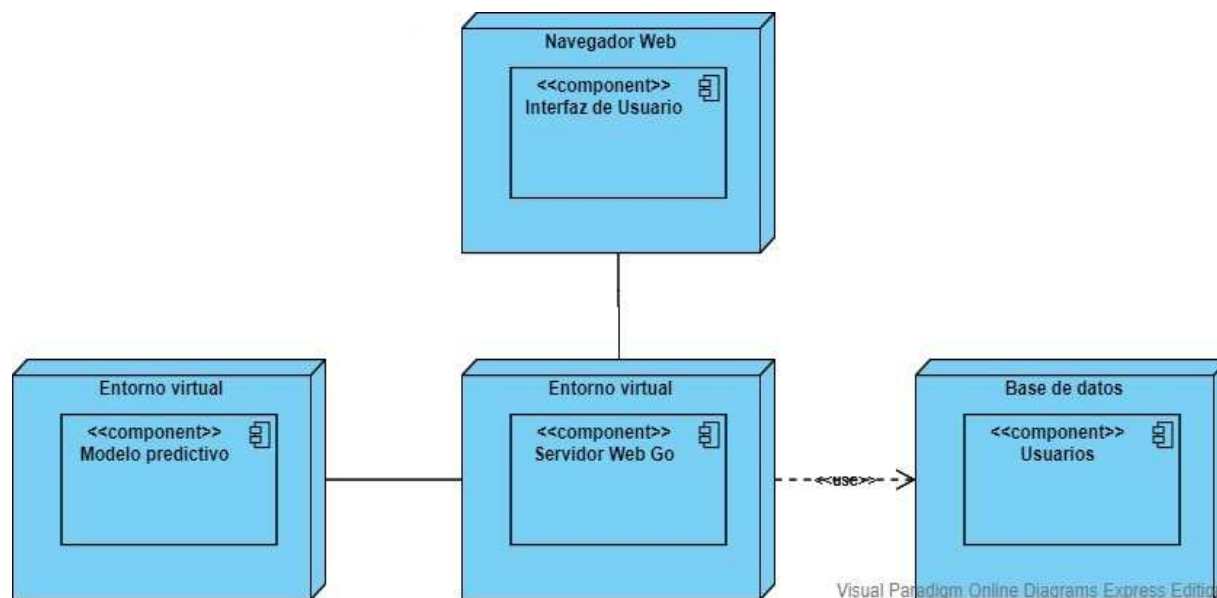 Navegador Web
<<component>>
Interfaz de Usuario
Entorno virtual
<<component>>
Modelo predictivo
Entorno virtual
<<component>>
Servidor Web Go
<<use>>
Base de datos
<<component>>
Usuarios
Visual Paradigm Online Diagrams Express Edition